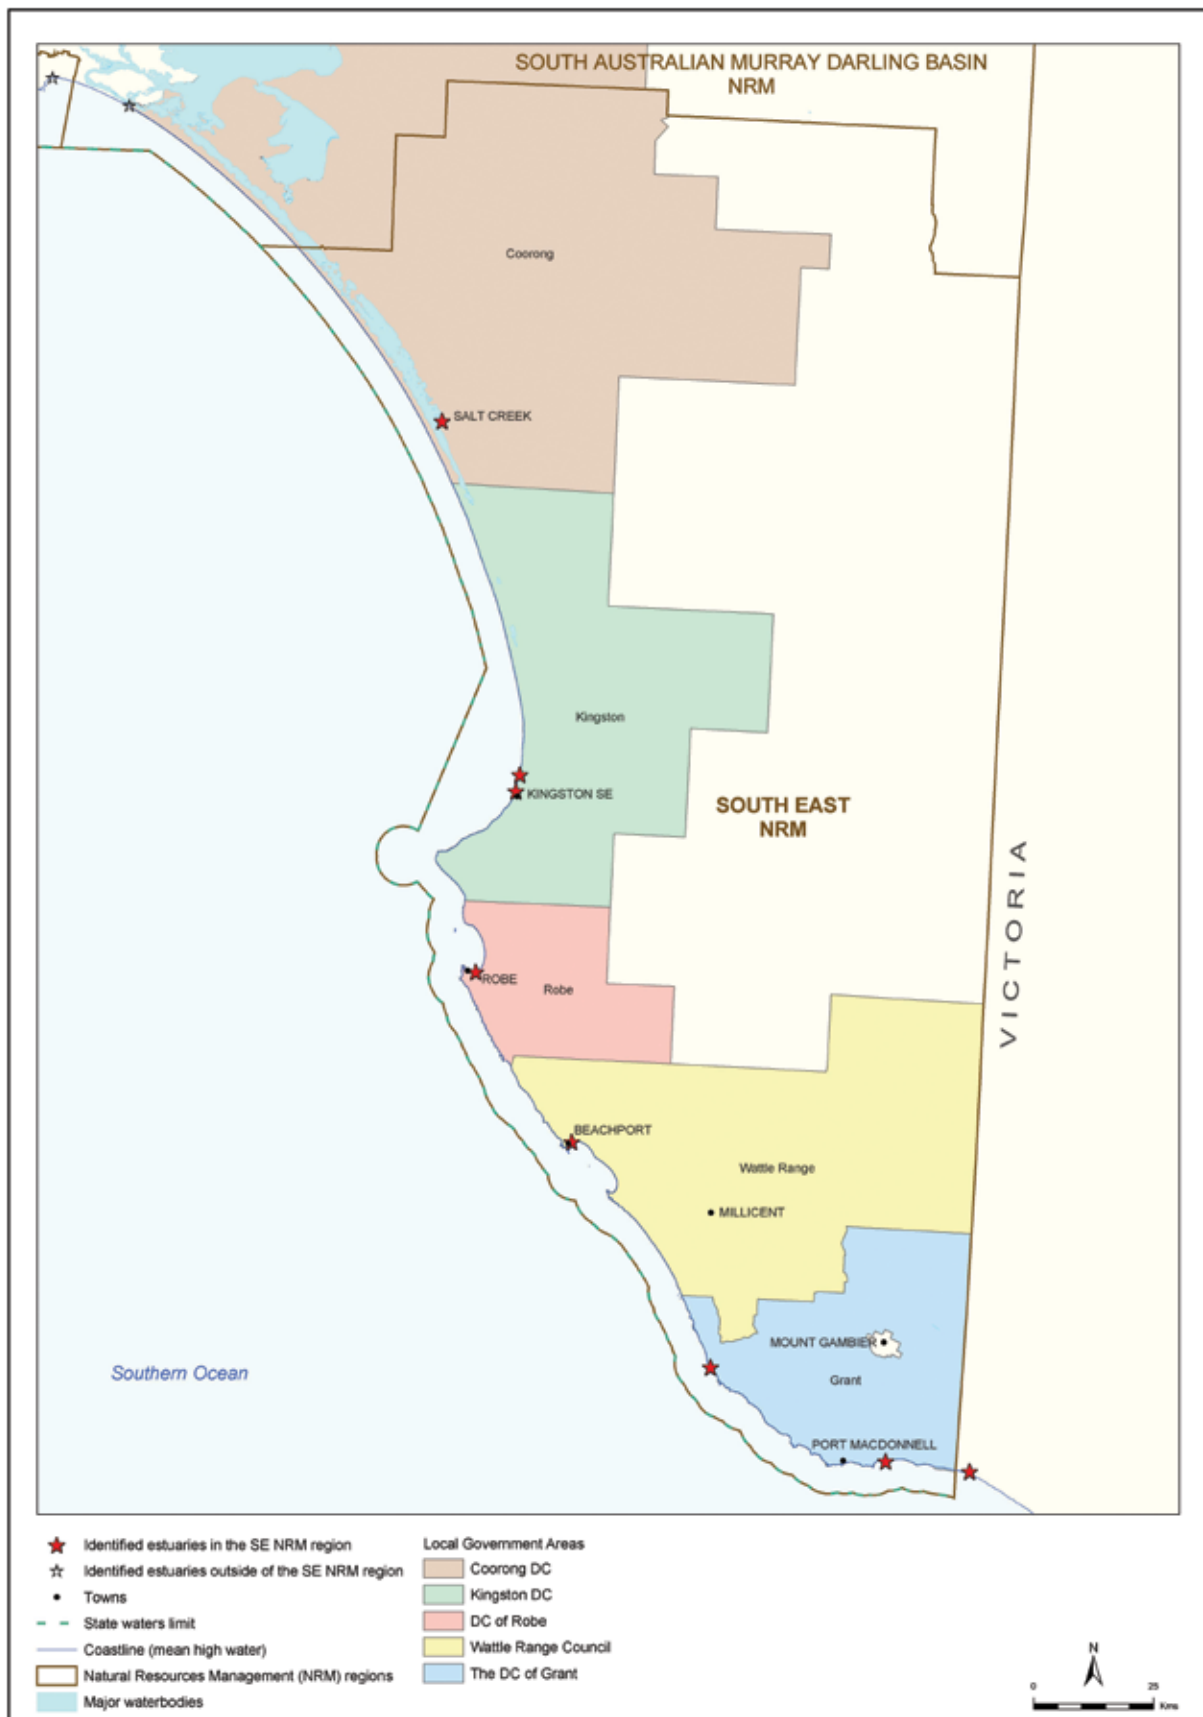 SOUTH AUSTRALIAN MURRAY DARLING BASIN
NRM
Coorong
SALT CREEK
Kingston
KINGSTON SE
SOUTH EAST
NRM
VICTORIA
ROBE
Robe
BEACHPORT
Wattle Range
MILLICENT
MOUNT GAMBIER
Southern Ocean
Grant
PORT MACDONNELL
Identified estuaries in the SE NRM region
Identified estuaries outside of the SE NRM region
Towns
State waters limit
Coastline (mean high water)
Natural Resources Management (NRM) regions
Major waterbodies
Local Government Areas
Coorong DC
Kingston DC
DC of Robe
Wattle Range Council
The DC of Grant
N
0 25
Kms